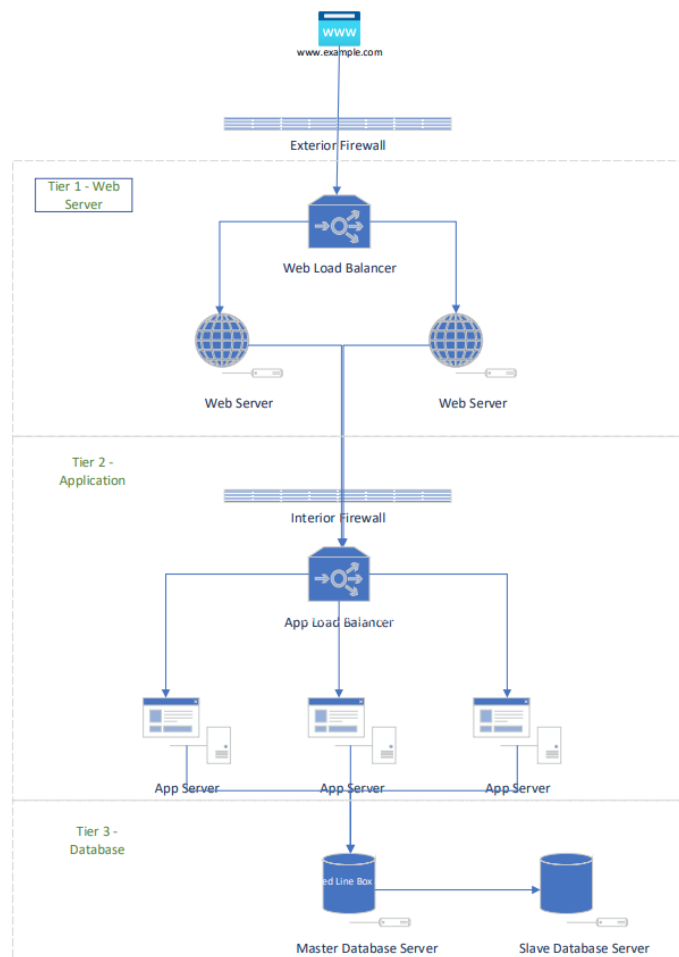 WWW
www.example.com
Exterior Firewall
Tier 1 - Web
Server
Web Load Balancer
Web Server
Web Server
Tier 2 -
Application
Interior Firewall
App Load Balancer
App Server
App Server
App Server
Tier 3 -
Database
ed Line Box
Master Database Server
Slave Database Server